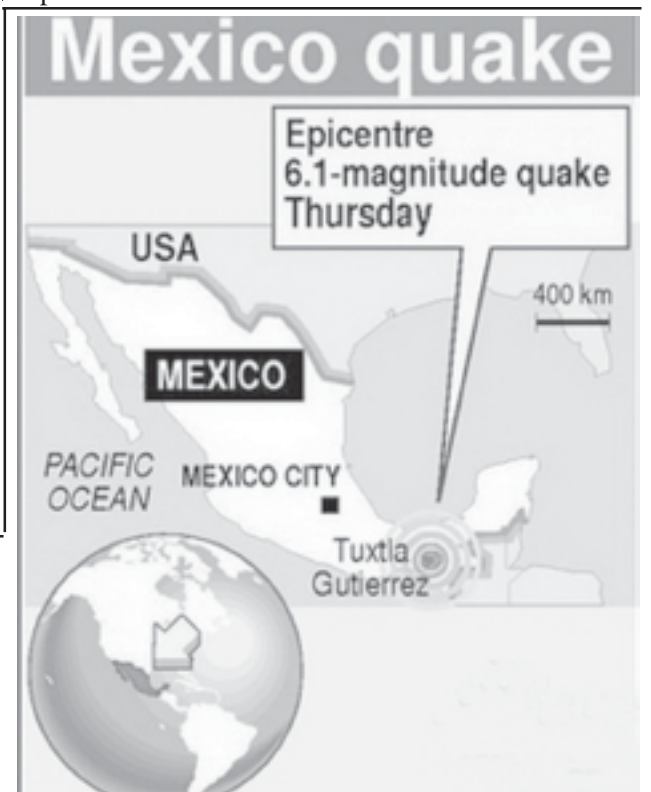 Mexico quake
Epicentre
6.1-magnitude quake
Thursday
USA
400 km
MEXICO
PACIFIC
OCEAN
MEXICO CITY
Tuxtla
Gutierrez